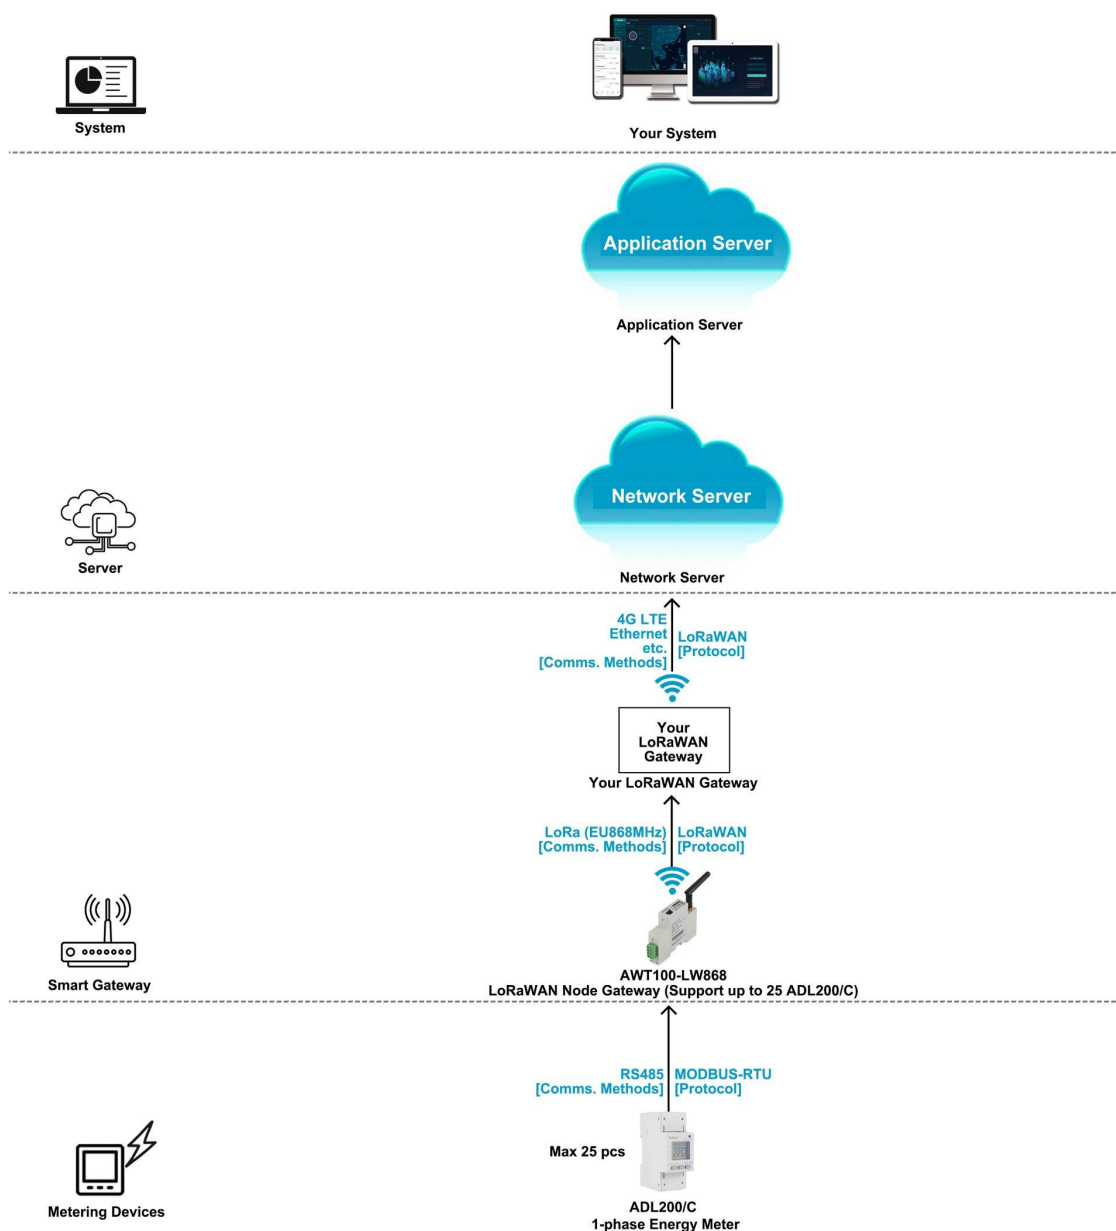 System
Your System
Application Server
Application Server
Network Server
Server
Network Server
4G LTE
Ethernet
etc.
[Comms. Methods]
LoRaWAN
[Protocol]
Your
LoRaWAN
Gateway
Your LoRaWAN Gateway
LoRa (EU868MHz)
[Comms. Methods]
LoRaWAN
[Protocol]
Smart Gateway
AWT100-LW868
LoRaWAN Node Gateway (Support up to 25 ADL200/C)
RS485
[Comms. Methods]
MODBUS-RTU
[Protocol]
Max 25 pcs
Metering Devices
ADL200/C
1-phase Energy Meter